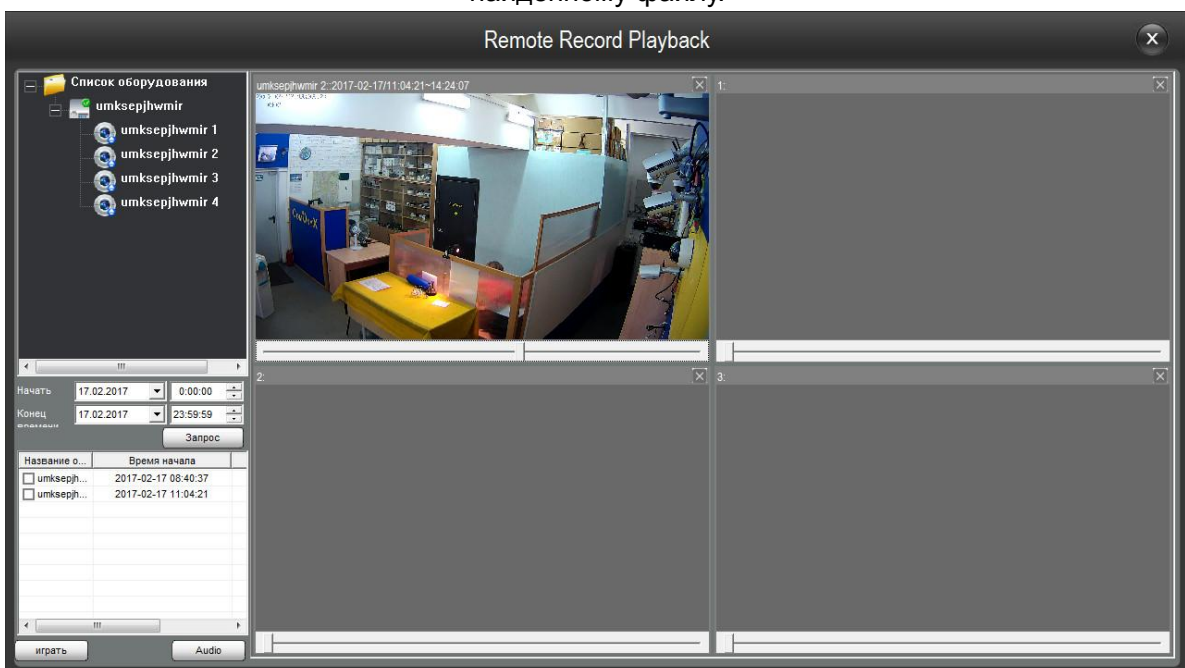 найденному файлу.
Remote Record Playback
Список оборудования
umksepjhwmir
umksepjhwmir 1
umksepjhwmir 2
umksepjhwmir 3
umksepjhwmir 4
Начать 17.02.2017 0:00:00
Конец времени 17.02.2017 23:59:59
Запрос
Название о... Время начала
umksepjh... 2017-02-17 08:40:37
umksepjh... 2017-02-17 11:04:21
играть Audio
umksepjhwmir 2::2017-02-17/11:04:21~14:24:07
1:
2:
3: